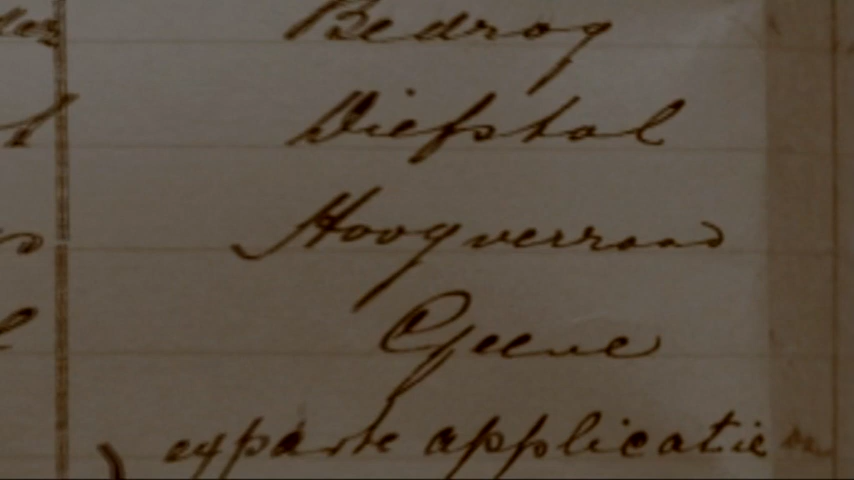 Bedrog
Diefstal
Hoogverraad
Geene
exparte applicatie